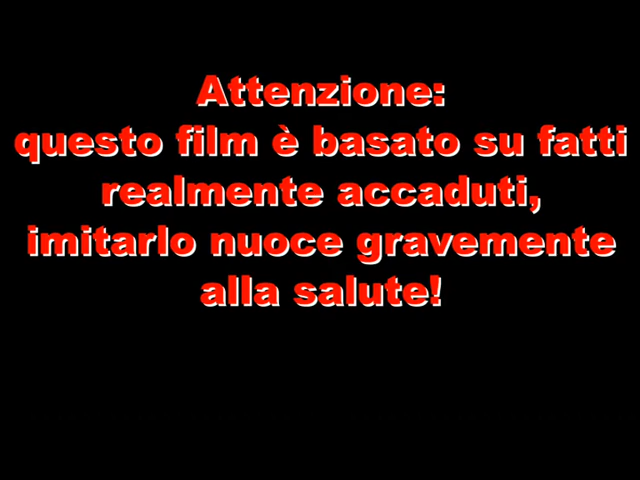 Attenzione:
questo film è basato su fatti
realmente accaduti,
imitarlo nuoce gravemente
alla salute!